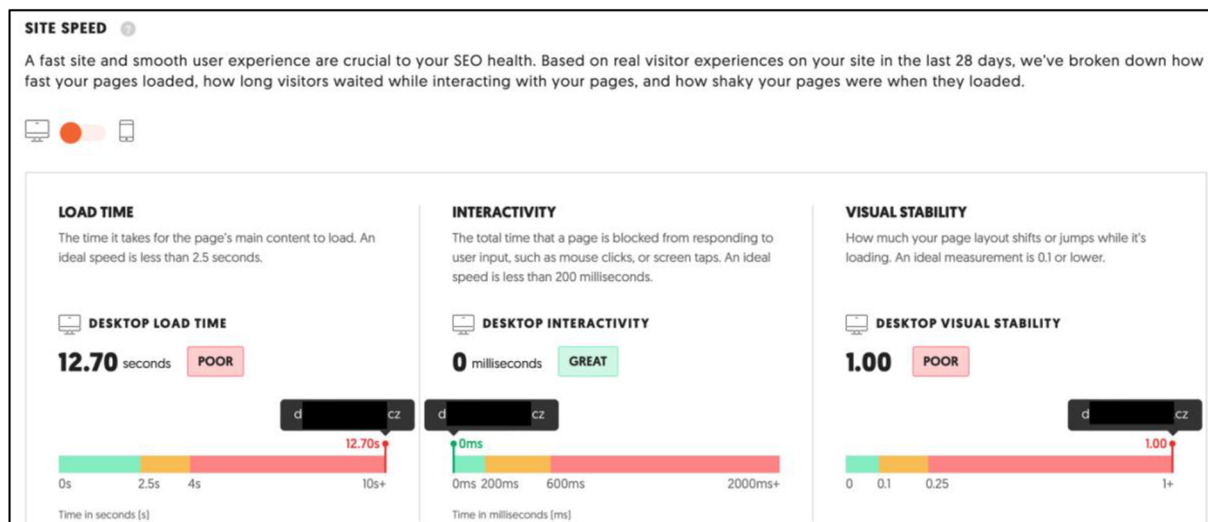 SITE SPEED ?
A fast site and smooth user experience are crucial to your SEO health. Based on real visitor experiences on your site in the last 28 days, we've broken down how
fast your pages loaded, how long visitors waited while interacting with your pages, and how shaky your pages were when they loaded.
LOAD TIME
The time it takes for the page's main content to load. An
ideal speed is less than 2.5 seconds.
DESKTOP LOAD TIME
12.70 seconds POOR
d cz
12.70s
0s 2.5s 4s 10s+
Time in seconds (s)
INTERACTIVITY
The total time that a page is blocked from responding to
user input, such as mouse clicks, or screen taps. An ideal
speed is less than 200 milliseconds.
DESKTOP INTERACTIVITY
0 milliseconds GREAT
d cz
0ms
0ms 200ms 600ms 2000ms+
Time in milliseconds (ms)
VISUAL STABILITY
How much your page layout shifts or jumps while it's
loading. An ideal measurement is 0.1 or lower.
DESKTOP VISUAL STABILITY
1.00 POOR
d cz
1.00
0 0.1 0.25 1+